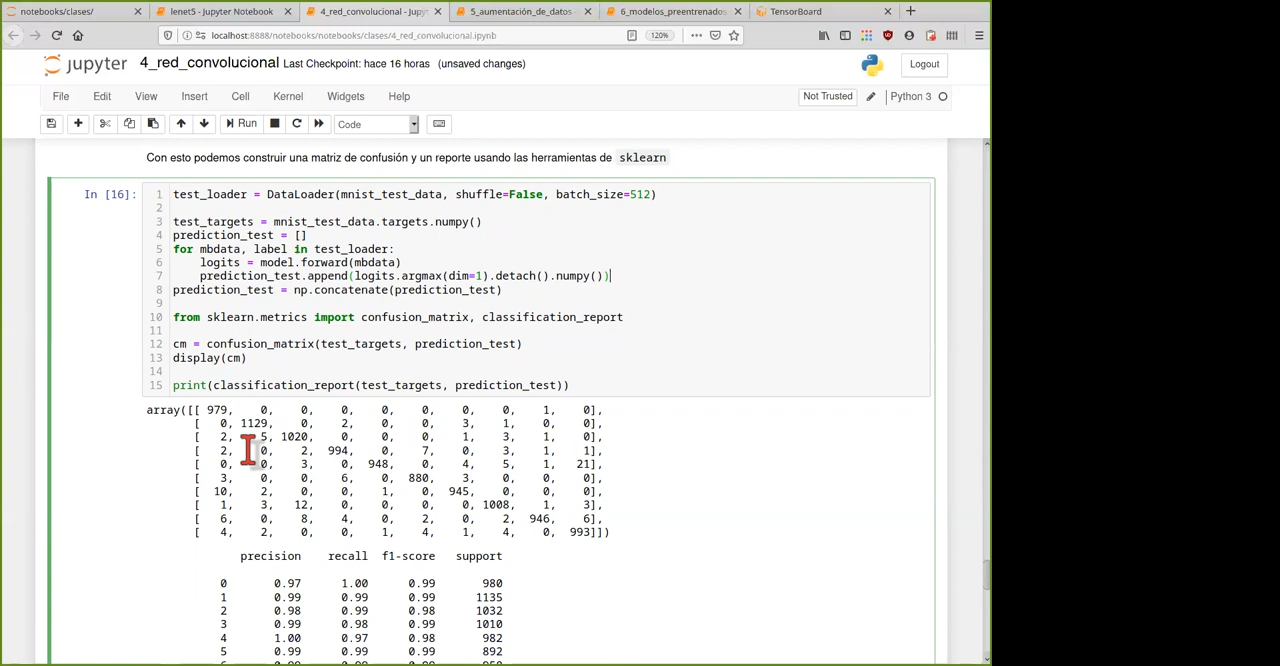 notebooks/clases/
lenet5 - Jupyter Notebook
4_red_convolucional - Jupyt
5_aumentación_de_datos
6_modelos_preentrenados
TensorBoard
localhost:8888/notebooks/notebooks/clases/4_red_convolucional.ipynb
120%
jupyter 4_red_convolucional Last Checkpoint: hace 16 horas (unsaved changes)
Logout
File Edit View Insert Cell Kernel Widgets Help
Not Trusted
Python 3
Run
Code
Con esto podemos construir una matriz de confusión y un reporte usando las herramientas de sklearn
In [16]:
1 test_loader = DataLoader(mnist_test_data, shuffle=False, batch_size=512)
2
3 test_targets = mnist_test_data.targets.numpy()
4 prediction_test = []
5 for mbdata, label in test_loader:
6     logits = model.forward(mbdata)
7     prediction_test.append(logits.argmax(dim=1).detach().numpy())
8 prediction_test = np.concatenate(prediction_test)
9
10 from sklearn.metrics import confusion_matrix, classification_report
11
12 cm = confusion_matrix(test_targets, prediction_test)
13 display(cm)
14
15 print(classification_report(test_targets, prediction_test))
array([[ 979, 0, 0, 0, 0, 0, 0, 0, 1, 0],
[ 0, 1129, 0, 2, 0, 0, 3, 1, 0, 0],
[ 2, 5, 1020, 0, 0, 0, 1, 3, 1, 0],
[ 2, 0, 2, 994, 0, 7, 0, 3, 1, 1],
[ 0, 0, 3, 0, 948, 0, 4, 5, 1, 21],
[ 3, 0, 0, 6, 0, 880, 3, 0, 0, 0],
[ 10, 2, 0, 0, 1, 0, 945, 0, 0, 0],
[ 1, 3, 12, 0, 0, 0, 0, 1008, 1, 3],
[ 6, 0, 8, 4, 0, 2, 0, 2, 946, 6],
[ 4, 2, 0, 0, 1, 4, 1, 4, 0, 993]])
precision recall f1-score support
0 0.97 1.00 0.99 980
1 0.99 0.99 0.99 1135
2 0.98 0.99 0.98 1032
3 0.99 0.98 0.99 1010
4 1.00 0.97 0.98 982
5 0.99 0.99 0.99 892